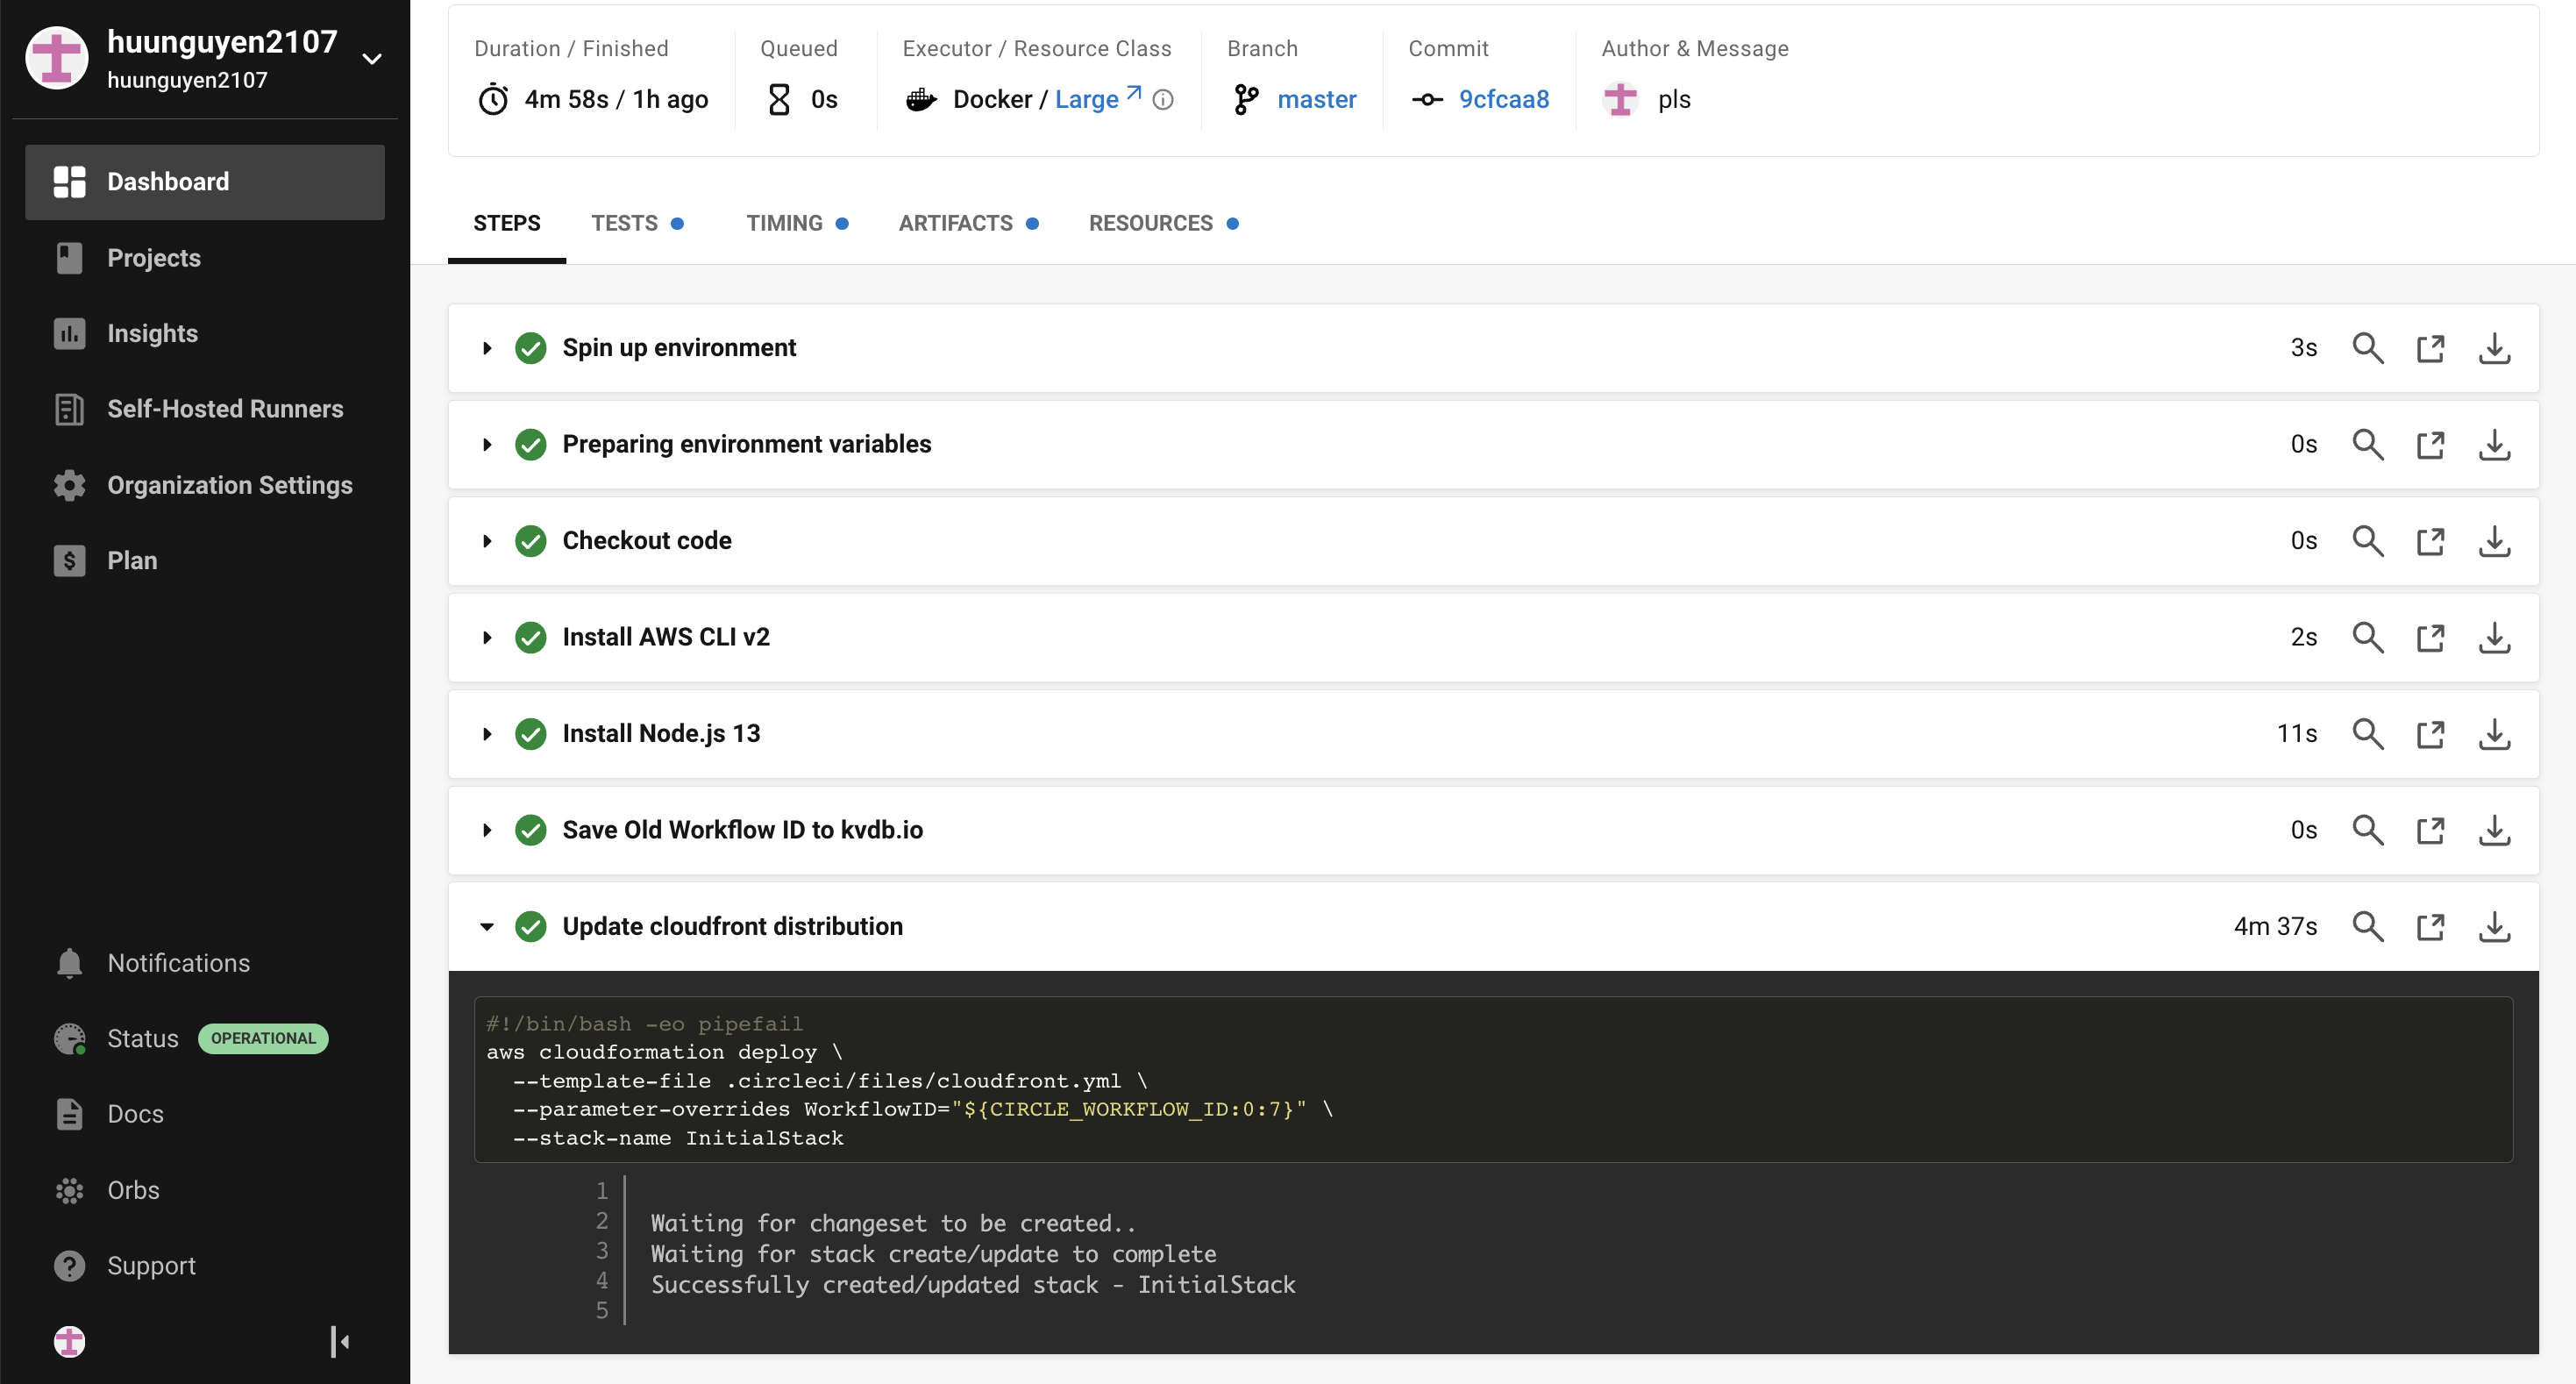 huunguyen2107
huunguyen2107
Dashboard
Projects
Insights
Self-Hosted Runners
Organization Settings
Plan
Notifications
Status OPERATIONAL
Docs
Orbs
Support
Duration / Finished
4m 58s / 1h ago
Queued
0s
Executor / Resource Class
Docker / Large
Branch
master
Commit
9cfcaa8
Author & Message
pls
STEPS TESTS TIMING ARTIFACTS RESOURCES
Spin up environment 3s
Preparing environment variables 0s
Checkout code 0s
Install AWS CLI v2 2s
Install Node.js 13 11s
Save Old Workflow ID to kvdb.io 0s
Update cloudfront distribution 4m 37s
#!/bin/bash -eo pipefail
aws cloudformation deploy \
--template-file .circleci/files/cloudfront.yml \
--parameter-overrides WorkflowID="${CIRCLE_WORKFLOW_ID:0:7}" \
--stack-name InitialStack
1
2 Waiting for changeset to be created..
3 Waiting for stack create/update to complete
4 Successfully created/updated stack - InitialStack
5